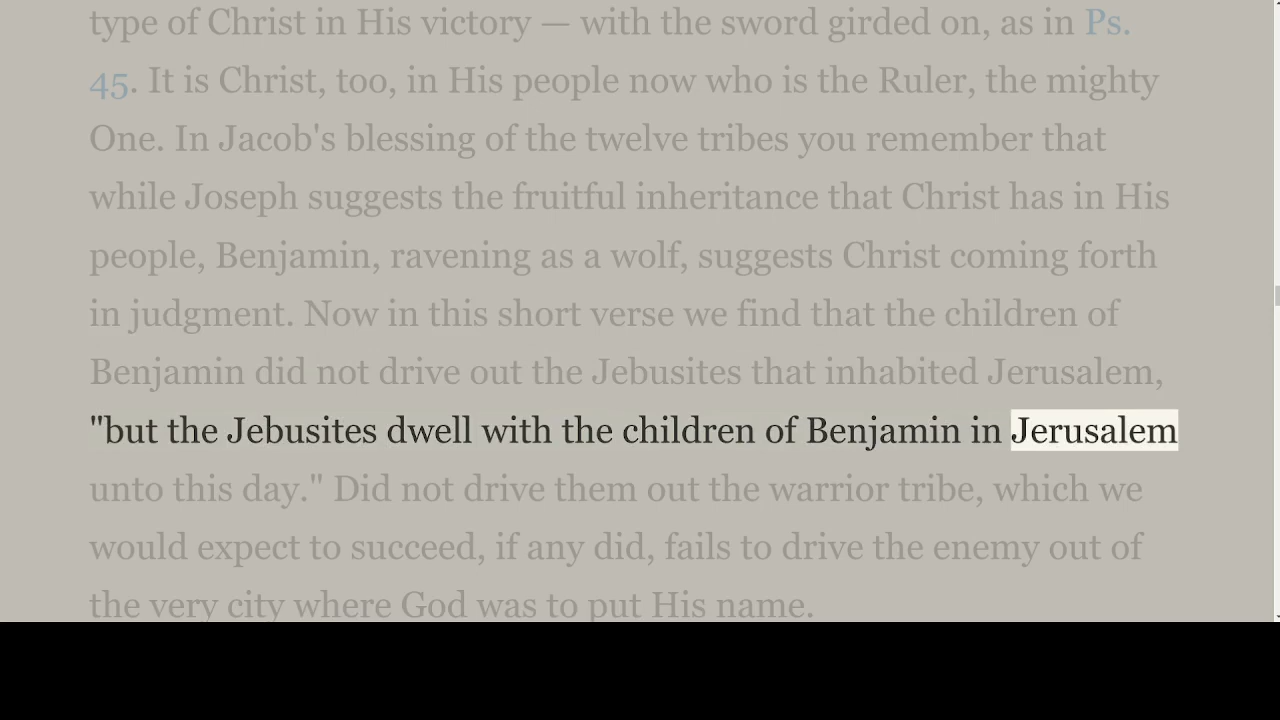 type of Christ in His victory — with the sword girded on, as in Ps.
45. It is Christ, too, in His people now who is the Ruler, the mighty
One. In Jacob's blessing of the twelve tribes you remember that
while Joseph suggests the fruitful inheritance that Christ has in His
people, Benjamin, ravening as a wolf, suggests Christ coming forth
in judgment. Now in this short verse we find that the children of
Benjamin did not drive out the Jebusites that inhabited Jerusalem,
"but the Jebusites dwell with the children of Benjamin in Jerusalem
unto this day." Did not drive them out the warrior tribe, which we
would expect to succeed, if any did, fails to drive the enemy out of
the very city where God was to put His name.